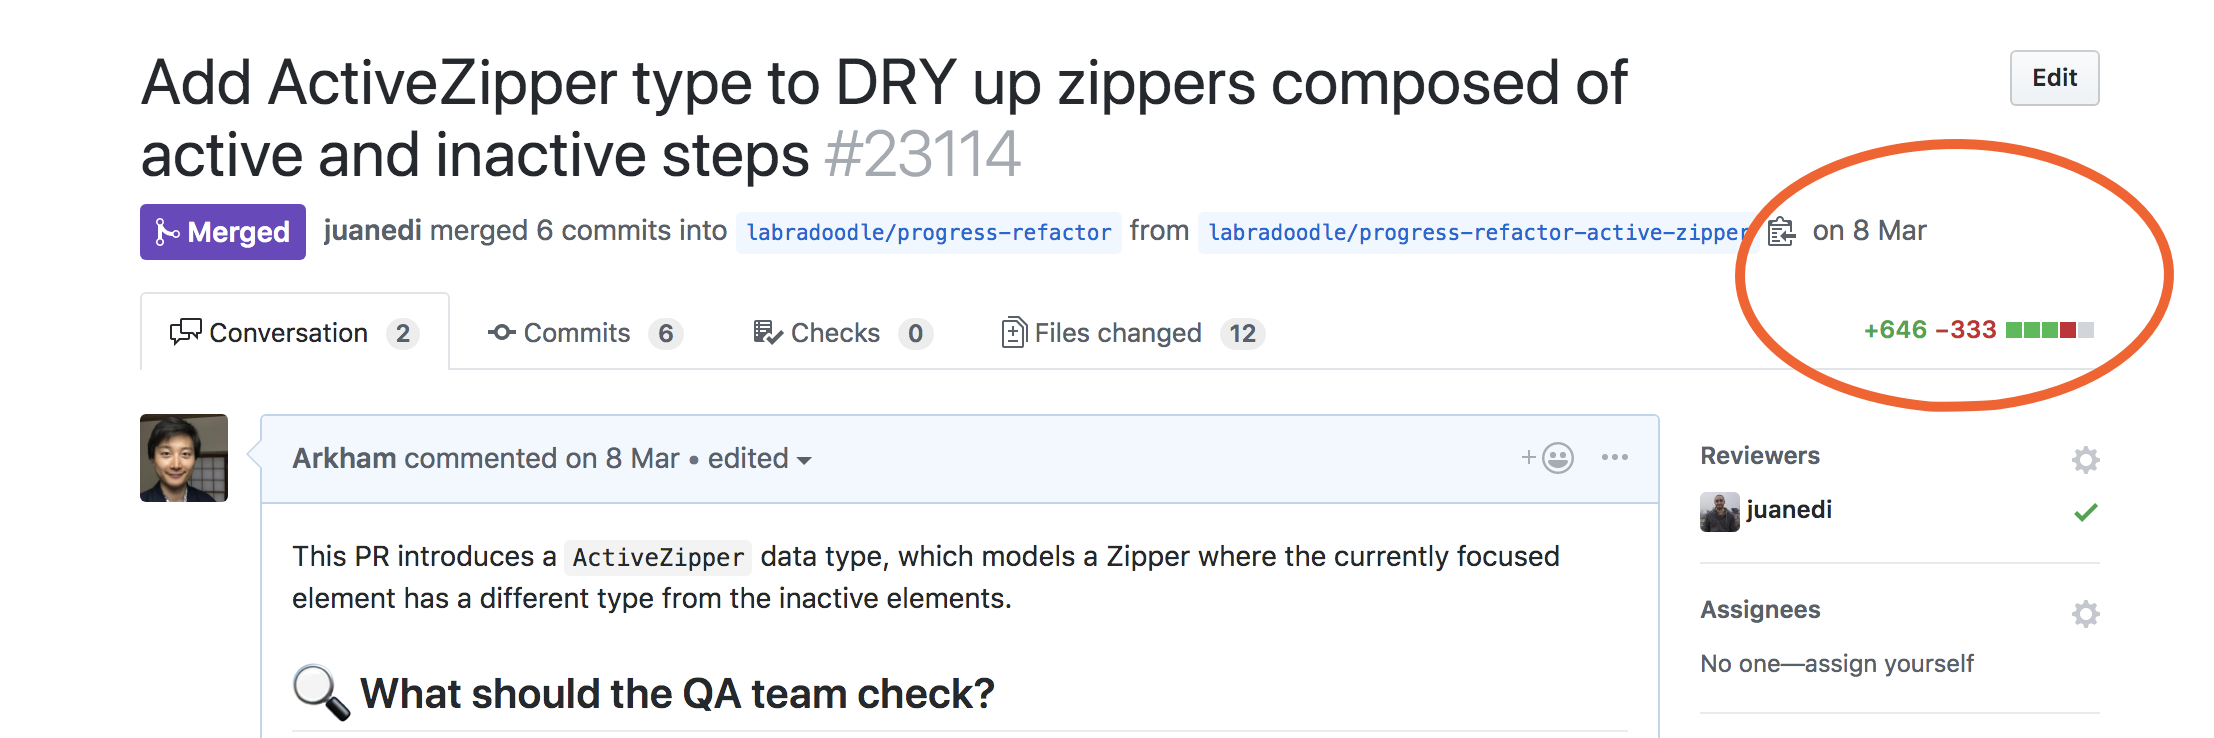 Add ActiveZipper type to DRY up zippers composed of
active and inactive steps #23114
Edit
Merged juanedi merged 6 commits into labradoodle/progress-refactor from labradoodle/progress-refactor-active-zipper on 8 Mar
Conversation 2 Commits 6 Checks 0 Files changed 12 +646 −333
Arkham commented on 8 Mar • edited
This PR introduces a ActiveZipper data type, which models a Zipper where the currently focused
element has a different type from the inactive elements.
What should the QA team check?
Reviewers
juanedi
Assignees
No one—assign yourself